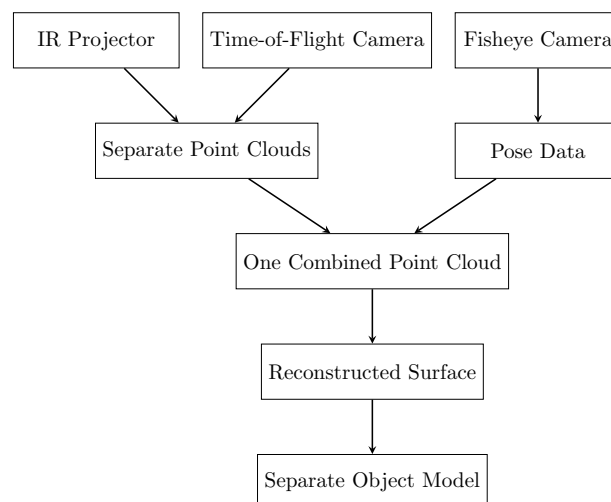 IR Projector
Time-of-Flight Camera
Fisheye Camera
Separate Point Clouds
Pose Data
One Combined Point Cloud
Reconstructed Surface
Separate Object Model